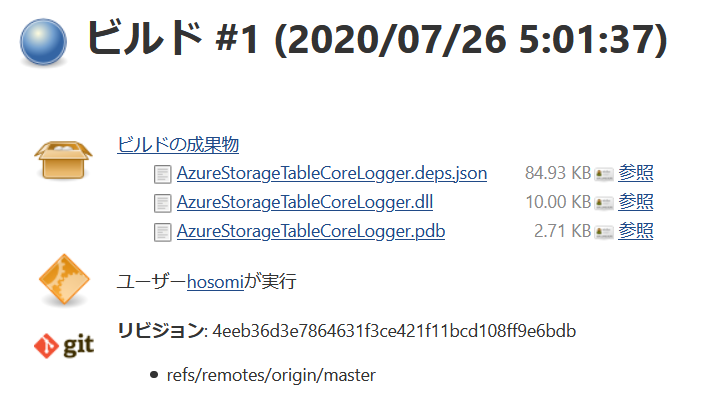 ビルド #1 (2020/07/26 5:01:37)
ビルドの成果物
AzureStorageTableCoreLogger.deps.json 84.93 KB 参照
AzureStorageTableCoreLogger.dll 10.00 KB 参照
AzureStorageTableCoreLogger.pdb 2.71 KB 参照
ユーザーhosomiが実行
git
リビジョン: 4eeb36d3e7864631f3ce421f11bcd108ff9e6bdb
refs/remotes/origin/master